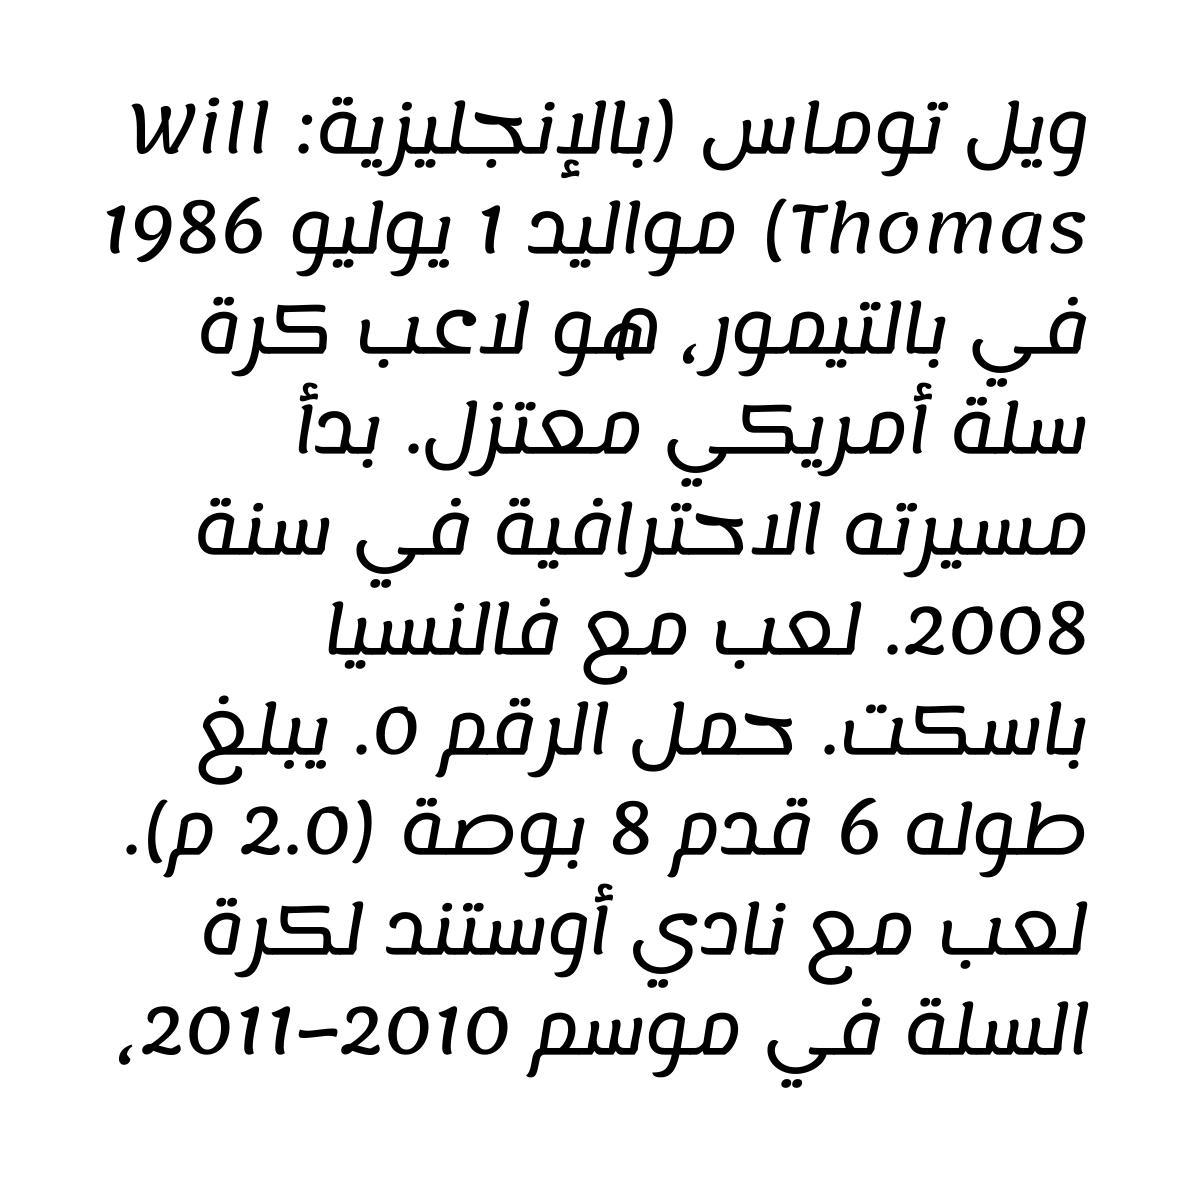 ويل توماس (بالإنجليزية: Will
Thomas) مواليد 1 يوليو 1986
في بالتيمور، هو لاعب كرة
سلة أمريكي معتزل. بدأ
مسيرته الاحترافية في سنة
2008. لعب مع فالنسيا
باسكت. حمل الرقم 0. يبلغ
طوله 6 قدم 8 بوصة (2.0 م).
لعب مع نادي أوستند لكرة
السلة في موسم 2010–2011،